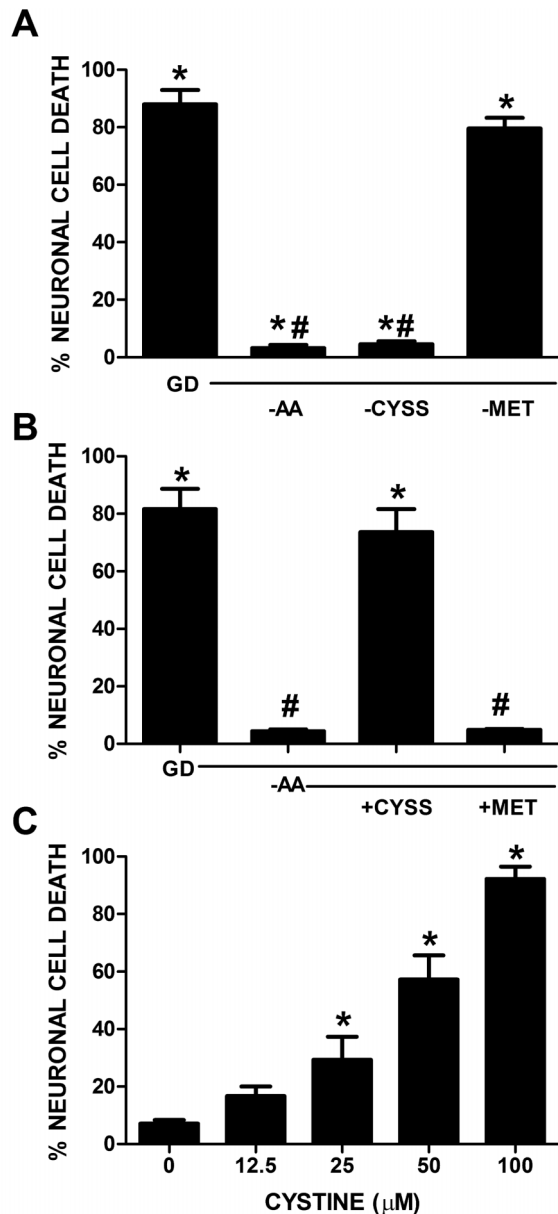 A
% NEURONAL CELL DEATH
100
80
60
40
20
0
*
*#
*#
*
GD
-AA
-CYSS
-MET
B
% NEURONAL CELL DEATH
100
80
60
40
20
0
*
#
*
#
GD
-AA
+CYSS
+MET
C
% NEURONAL CELL DEATH
100
80
60
40
20
0
*
*
*
0 12.5 25 50 100
CYSTINE (μM)